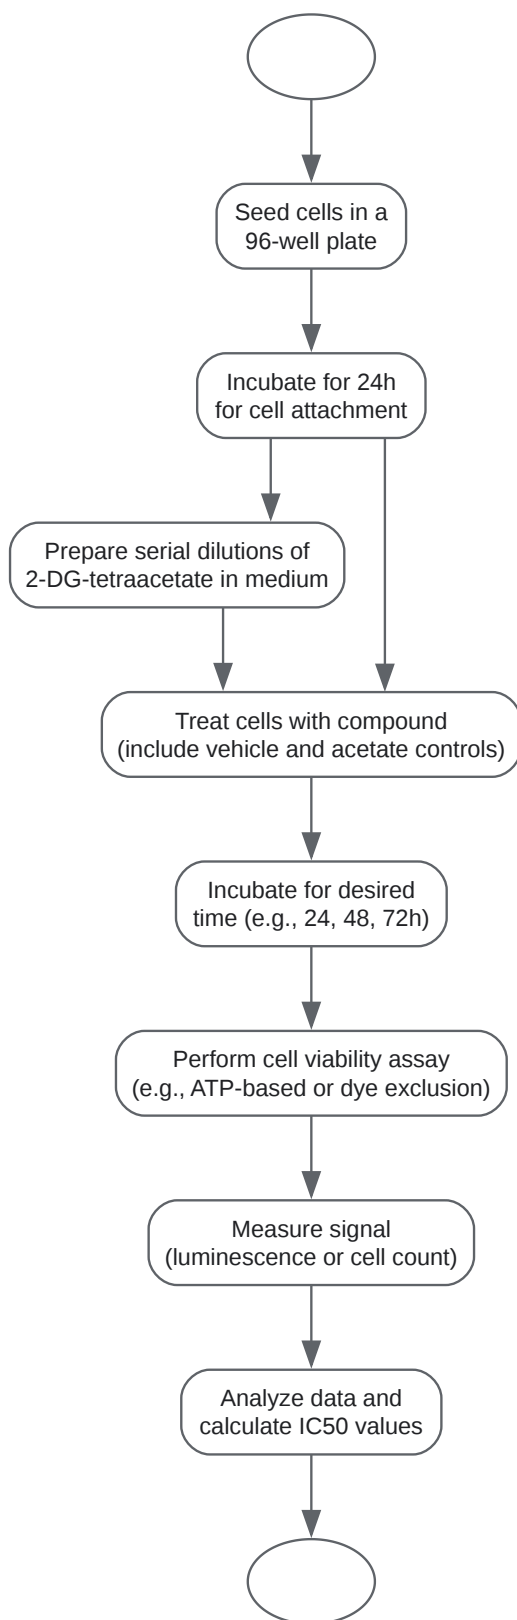 Seed cells in a
96-well plate
Incubate for 24h
for cell attachment
Prepare serial dilutions of
2-DG-tetraacetate in medium
Treat cells with compound
(include vehicle and acetate controls)
Incubate for desired
time (e.g., 24, 48, 72h)
Perform cell viability assay
(e.g., ATP-based or dye exclusion)
Measure signal
(luminescence or cell count)
Analyze data and
calculate IC50 values